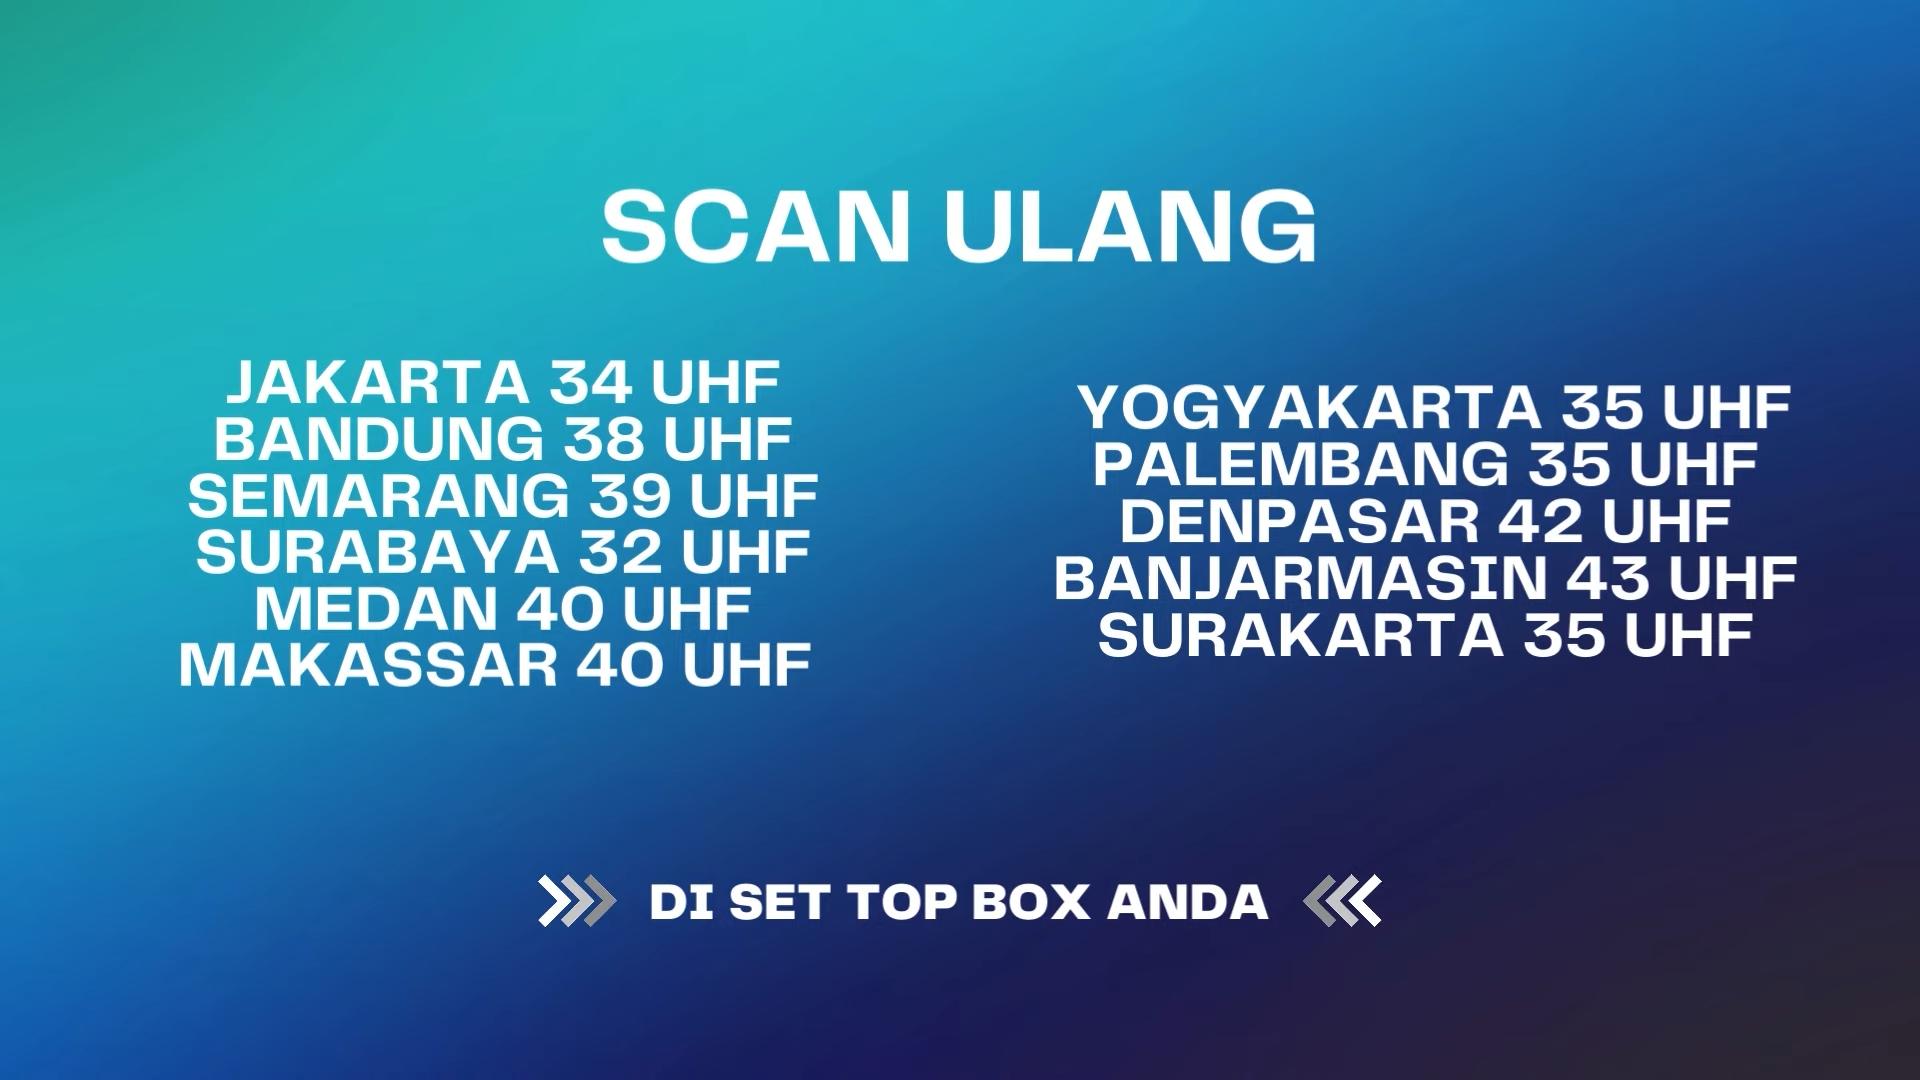 SCAN ULANG
JAKARTA 34 UHF
BANDUNG 38 UHF
SEMARANG 39 UHF
SURABAYA 32 UHF
MEDAN 40 UHF
MAKASSAR 40 UHF
YOGYAKARTA 35 UHF
PALEMBANG 35 UHF
DENPASAR 42 UHF
BANJARMASIN 43 UHF
SURAKARTA 35 UHF
DI SET TOP BOX ANDA